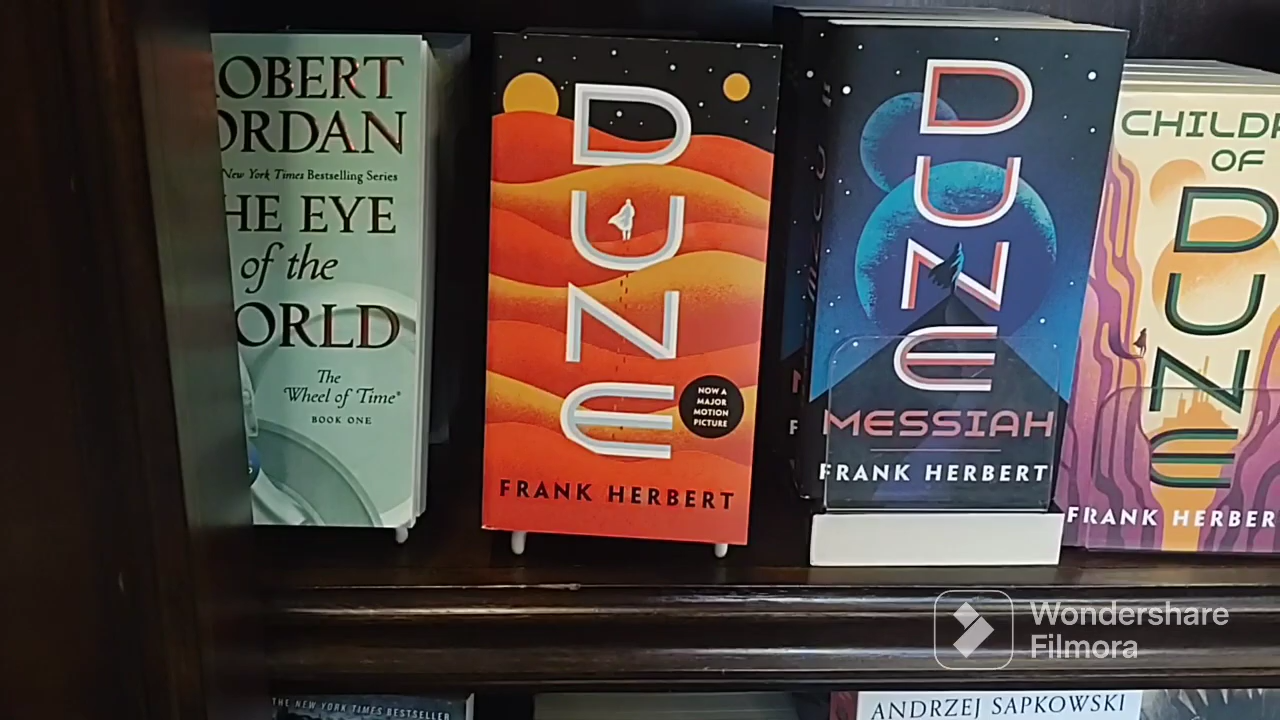 OBERT
ORDAN
New York Times Bestselling Series
HE EYE
of the
ORLD
The
Wheel of Time®
BOOK ONE
DUNE
NOW A
MAJOR
MOTION
PICTURE
FRANK HERBERT
DUNE
MESSIAH
FRANK HERBERT
CHILD
OF
DUNE
FRANK HERBER
Wondershare
Filmora
THE NEW YORK TIMES BESTSELLER
ANDRZEJ SAPKOWSKI